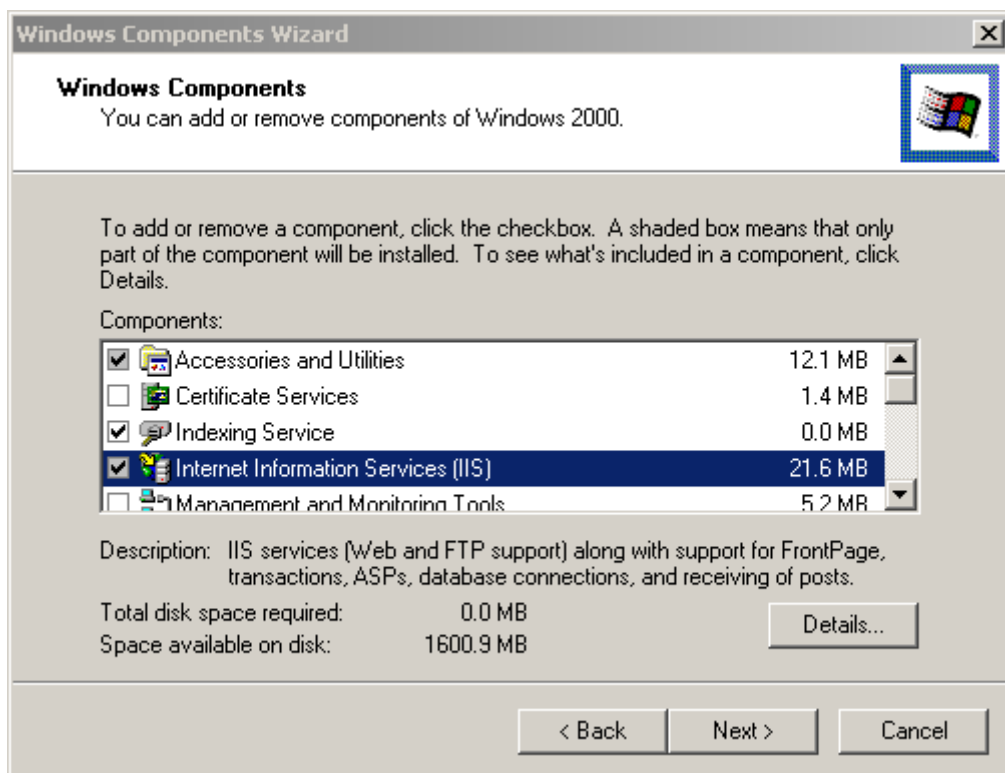 Windows Components Wizard
Windows Components
You can add or remove components of Windows 2000.
To add or remove a component, click the checkbox. A shaded box means that only
part of the component will be installed. To see what's included in a component, click
Details.
Components:
Accessories and Utilities 12.1 MB
Certificate Services 1.4 MB
Indexing Service 0.0 MB
Internet Information Services (IIS) 21.6 MB
Management and Monitoring Tools 5.2 MB
Description: IIS services (Web and FTP support) along with support for FrontPage,
transactions, ASPs, database connections, and receiving of posts.
Total disk space required: 0.0 MB
Space available on disk: 1600.9 MB
Details...
< Back Next > Cancel